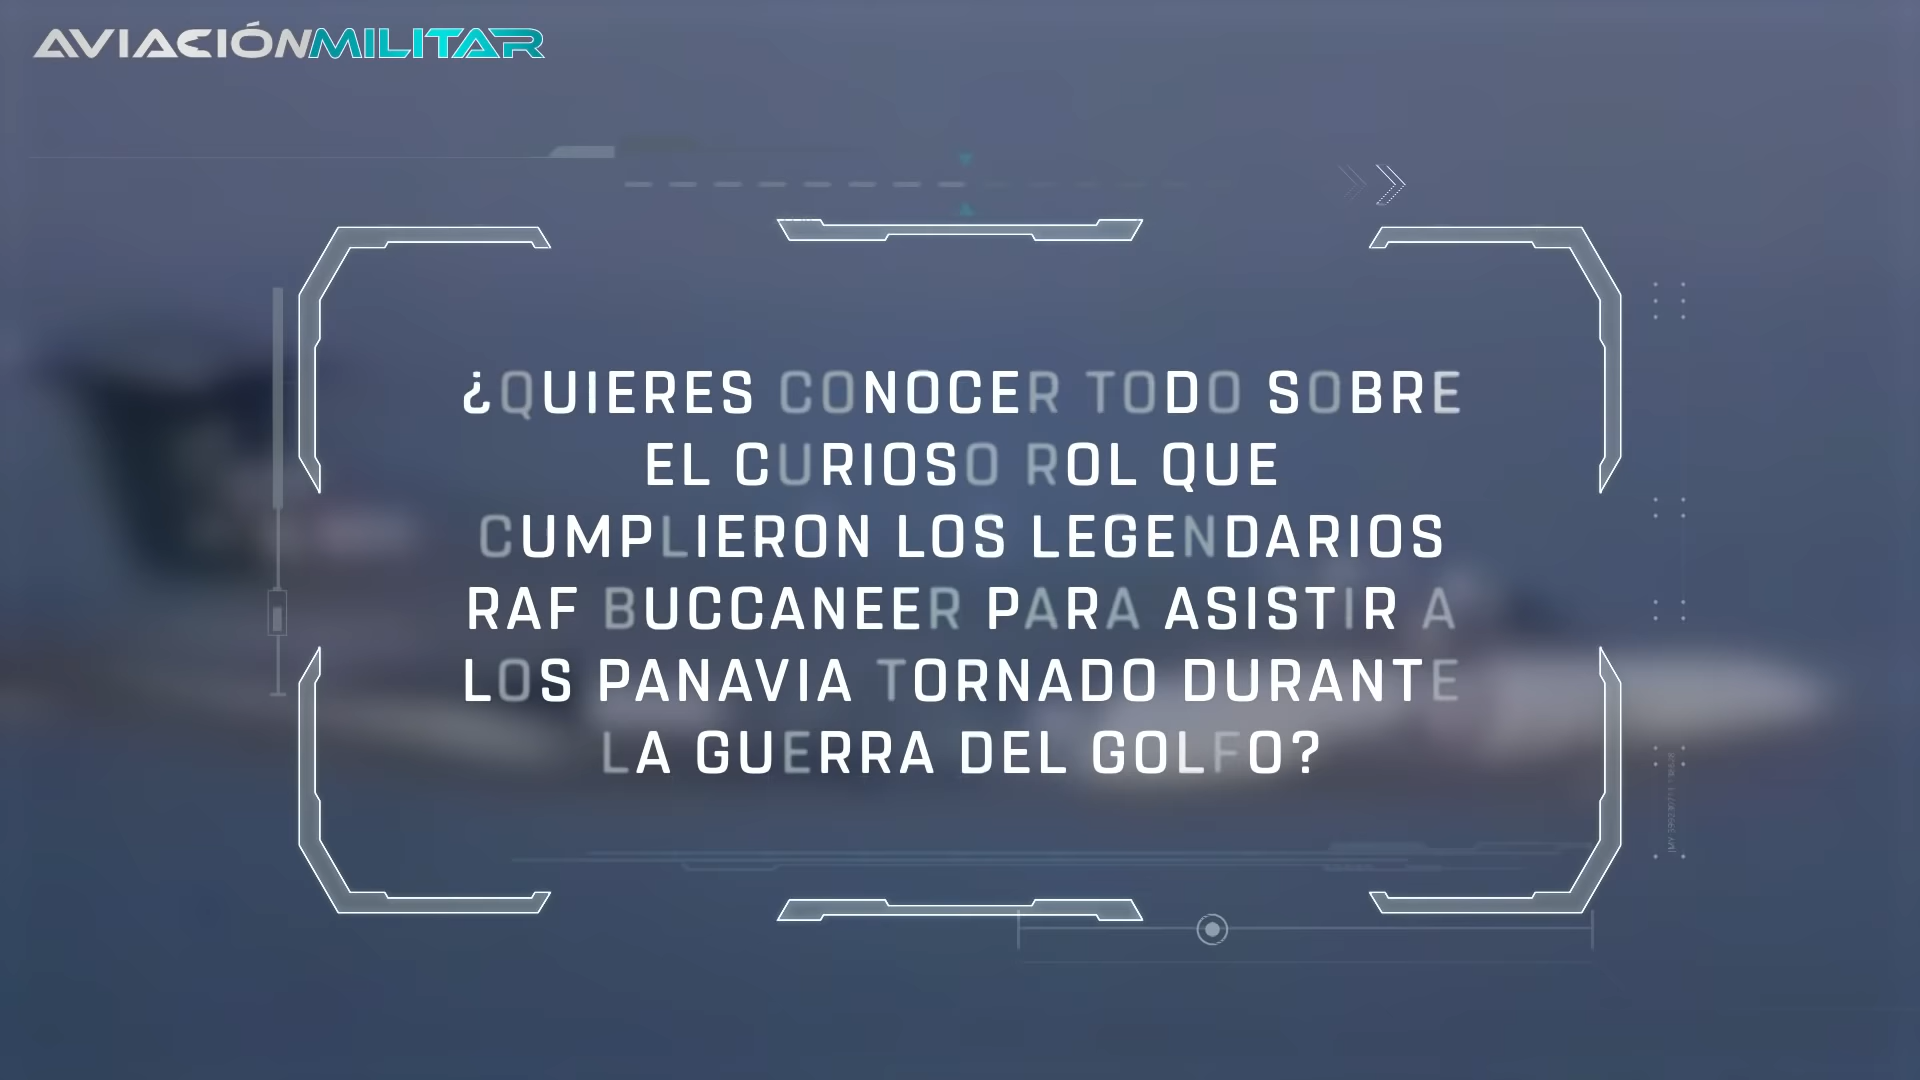 AVIACIÓNMILITAR
¿QUIERES CONOCER TODO SOBRE
EL CURIOSO ROL QUE
CUMPLIERON LOS LEGENDARIOS
RAF BUCCANEER PARA ASISTIR A
LOS PANAVIA TORNADO DURANTE
LA GUERRA DEL GOLFO?